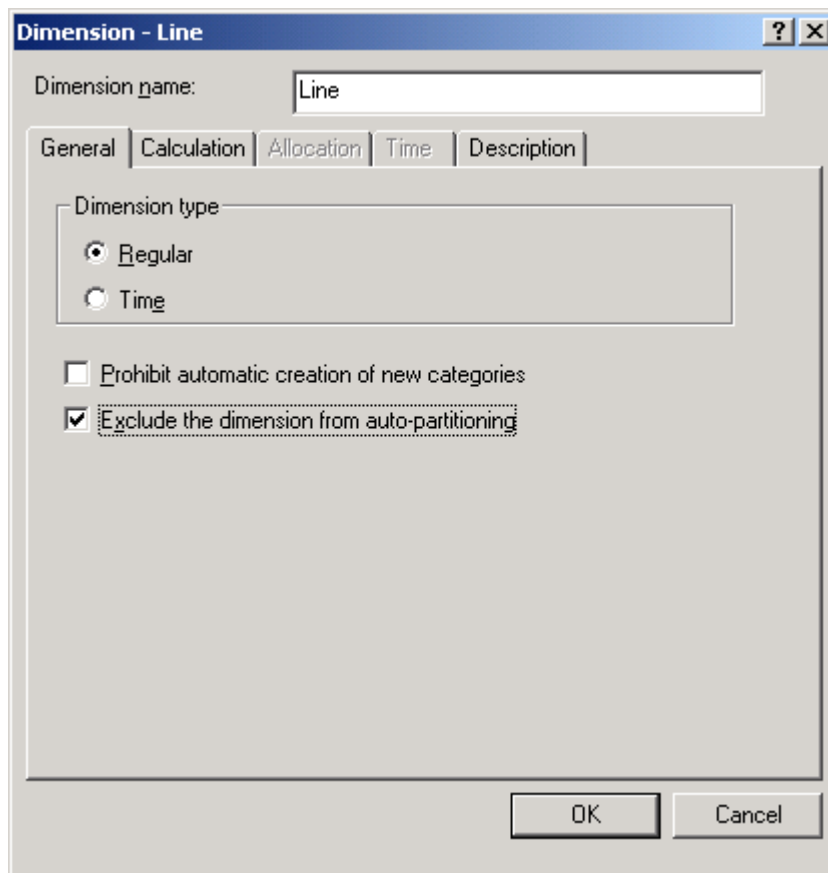 Dimension - Line
Dimension name: Line
General Calculation Allocation Time Description
Dimension type
Regular
Time
Prohibit automatic creation of new categories
Exclude the dimension from auto-partitioning
OK Cancel